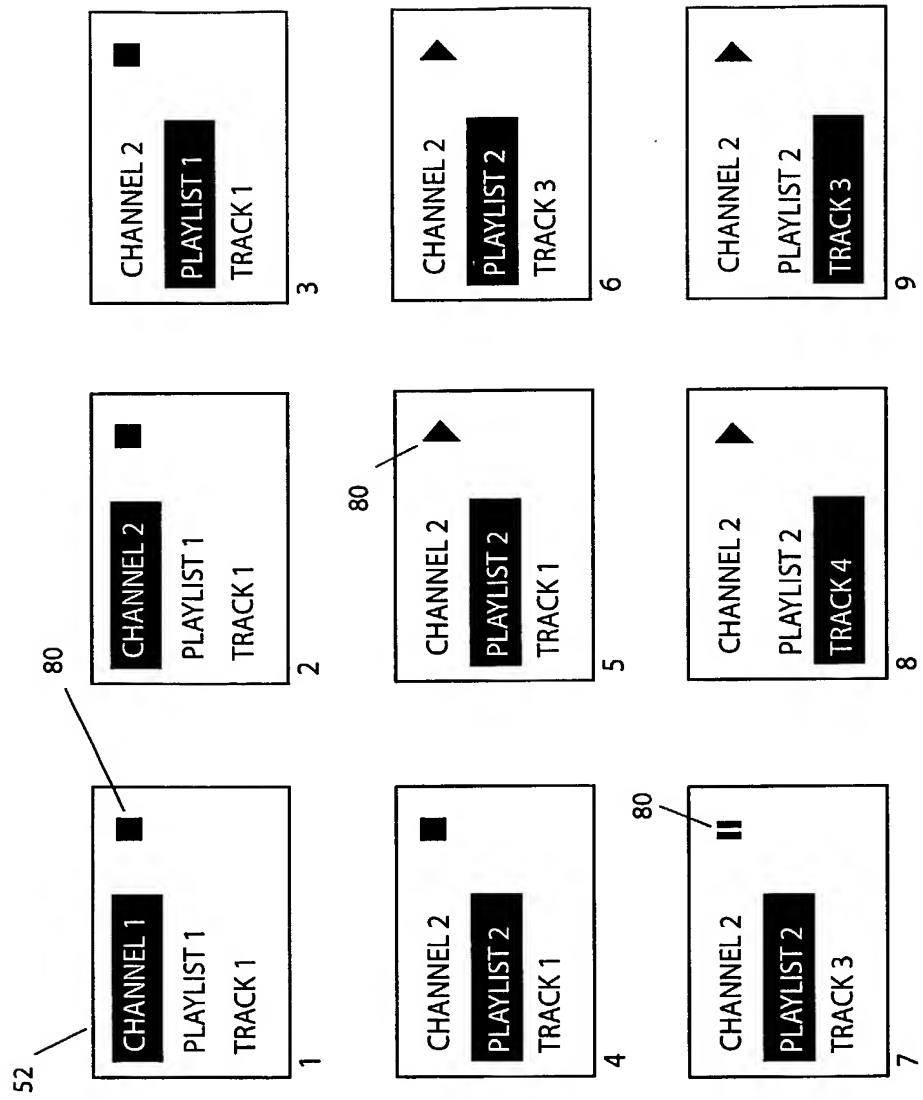 52
80
CHANNEL 1
PLAYLIST 1
TRACK 1
1
CHANNEL 2
PLAYLIST 1
TRACK 1
2
CHANNEL 2
PLAYLIST 1
TRACK 1
3
CHANNEL 2
PLAYLIST 2
TRACK 1
4
80
CHANNEL 2
PLAYLIST 2
TRACK 1
5
CHANNEL 2
PLAYLIST 2
TRACK 3
6
80
CHANNEL 2
PLAYLIST 2
TRACK 3
7
CHANNEL 2
PLAYLIST 2
TRACK 4
8
CHANNEL 2
PLAYLIST 2
TRACK 3
9